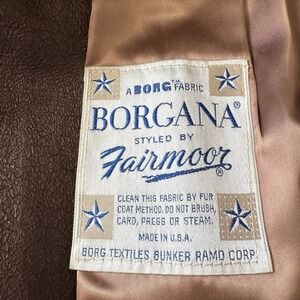 A BORG™ FABRIC
BORGANA®
STYLED BY
Fairmoor®
CLEAN THIS FABRIC BY FUR
COAT METHOD. DO NOT BRUSH,
CARD, PRESS OR STEAM.
MADE IN U.S.A.
BORG TEXTILES BUNKER RAMO CORP.